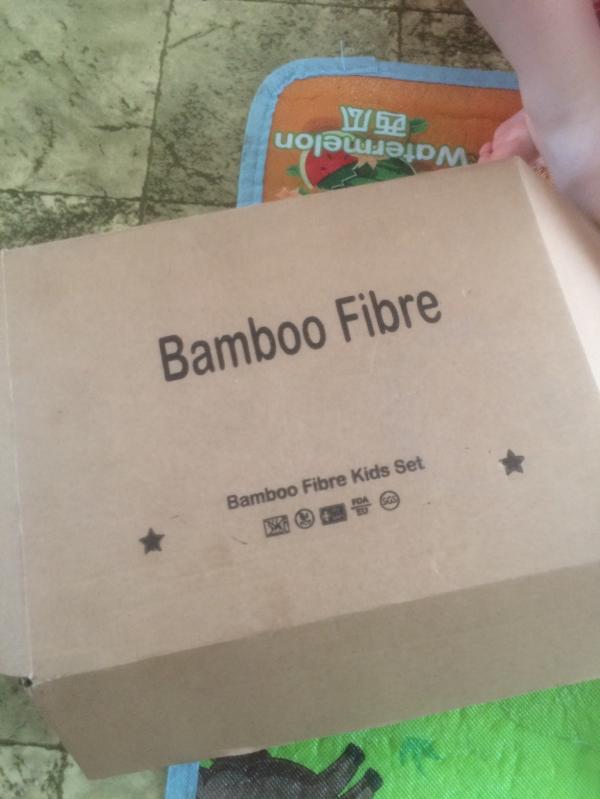 西瓜
Watermelon
Bamboo Fibre
Bamboo Fibre Kids Set
FDA
EU
SGS